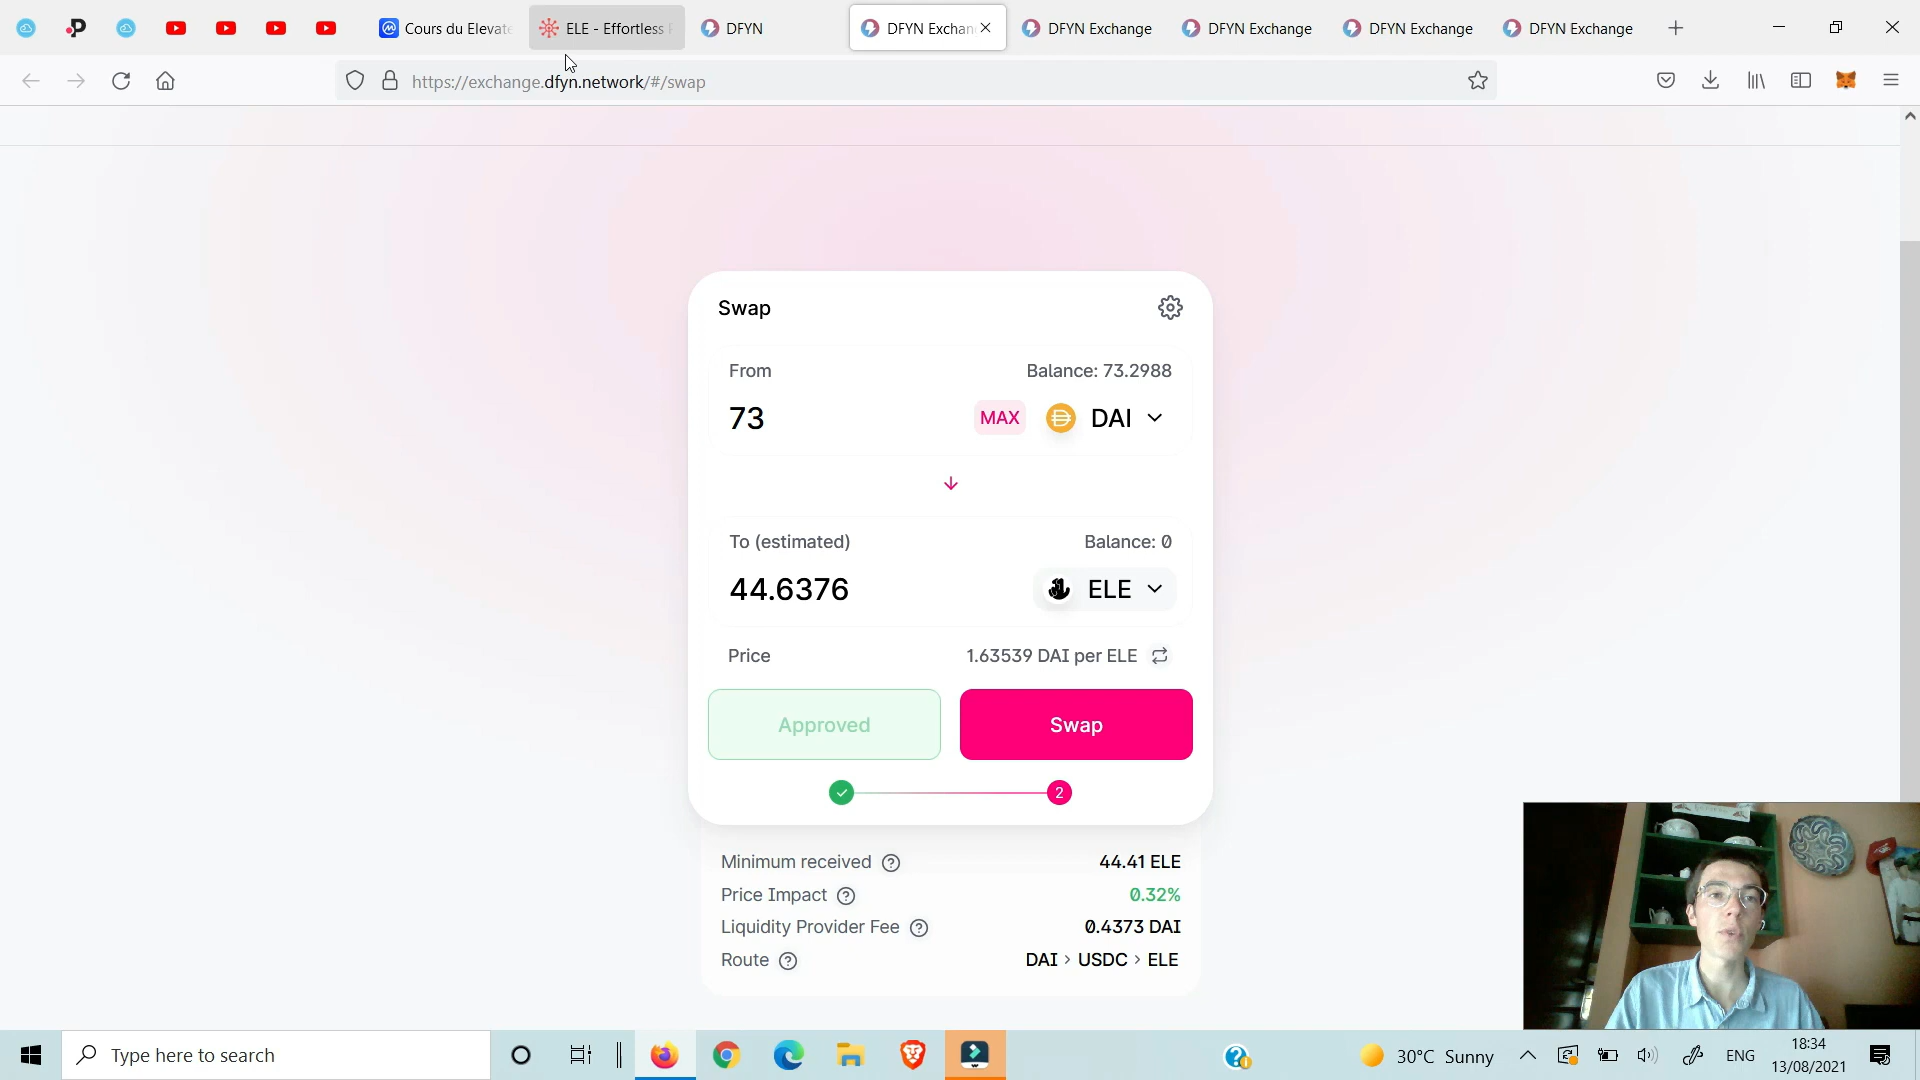 Cours du Elevate
ELE - Effortless
DFYN
DFYN Exchan
DFYN Exchange
DFYN Exchange
DFYN Exchange
DFYN Exchange
https://exchange.dfyn.network/#/swap
Swap
From
Balance: 73.2988
73
MAX
DAI
To (estimated)
Balance: 0
44.6376
ELE
Price
1.63539 DAI per ELE
Approved
Swap
2
Minimum received
44.41 ELE
Price Impact
0.32%
Liquidity Provider Fee
0.4373 DAI
Route
DAI > USDC > ELE
Type here to search
30°C Sunny
ENG
18:34
13/08/2021